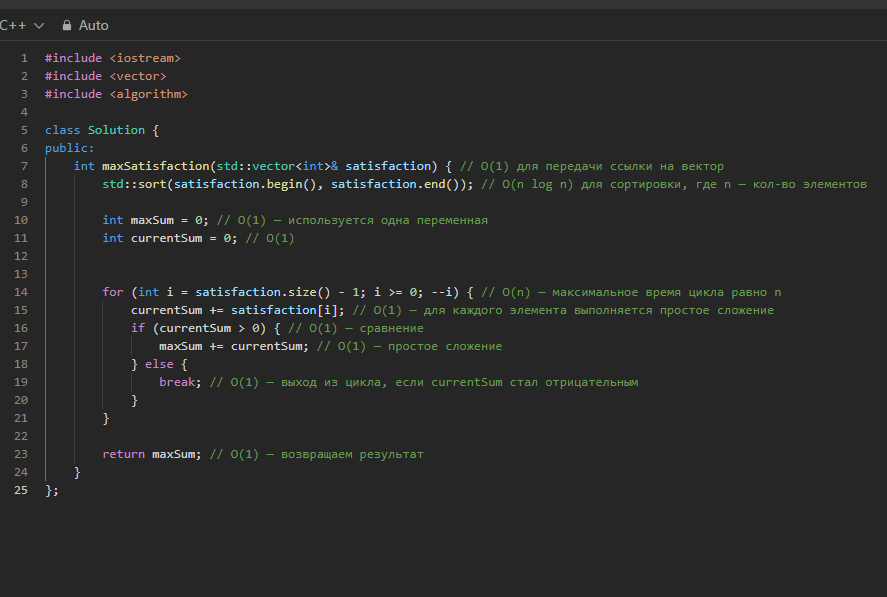 C++ Auto
1 #include <iostream>
2 #include <vector>
3 #include <algorithm>
4
5 class Solution {
6 public:
7     int maxSatisfaction(std::vector<int>& satisfaction) { // O(1) для передачи ссылки на вектор
8         std::sort(satisfaction.begin(), satisfaction.end()); // O(n log n) для сортировки, где n — кол-во элементов
9
10         int maxSum = 0; // O(1) — используется одна переменная
11         int currentSum = 0; // O(1)
12
13
14         for (int i = satisfaction.size() - 1; i >= 0; --i) { // O(n) — максимальное время цикла равно n
15             currentSum += satisfaction[i]; // O(1) — для каждого элемента выполняется простое сложение
16             if (currentSum > 0) { // O(1) — сравнение
17                 maxSum += currentSum; // O(1) — простое сложение
18             } else {
19                 break; // O(1) — выход из цикла, если currentSum стал отрицательным
20             }
21         }
22
23         return maxSum; // O(1) — возвращаем результат
24     }
25 };